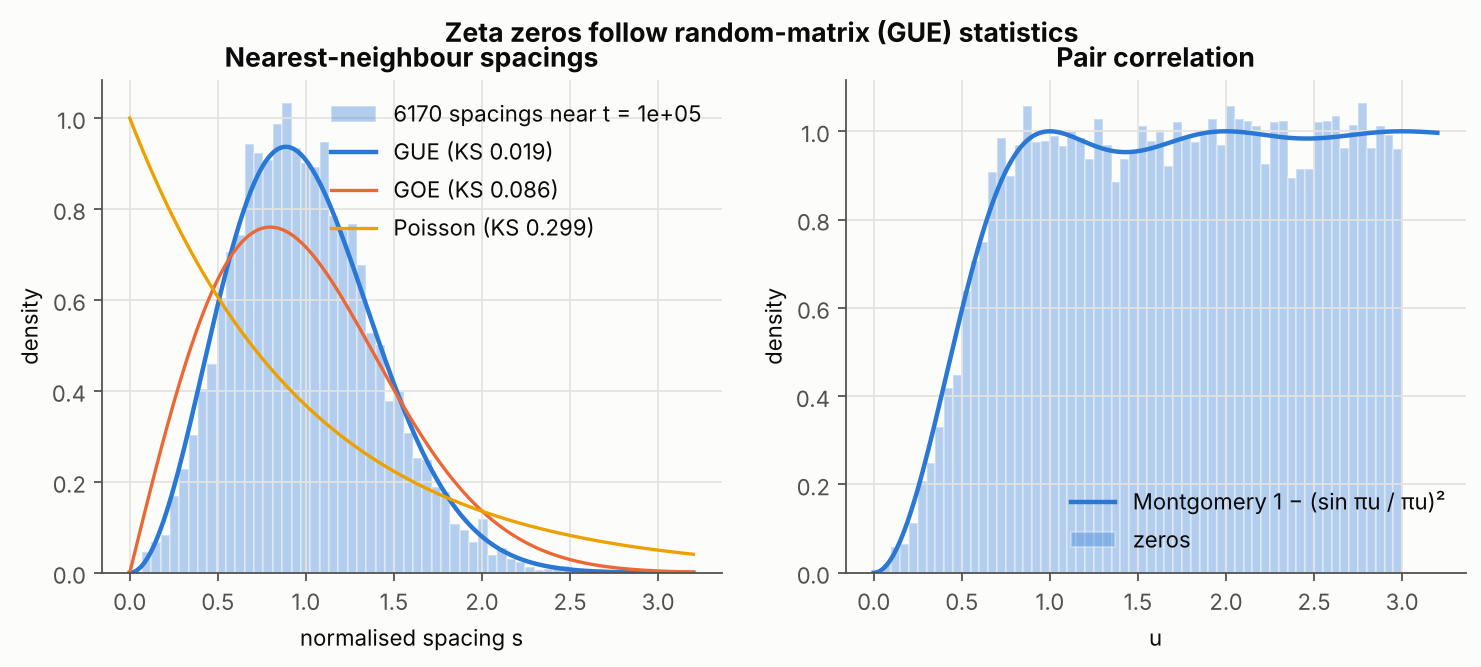 Zeta zeros follow random-matrix (GUE) statistics
Nearest-neighbour spacings
6170 spacings near t = 1e+05
GUE (KS 0.019)
GOE (KS 0.086)
Poisson (KS 0.299)
density
1.0
0.8
0.6
0.4
0.2
0.0
0.0 0.5 1.0 1.5 2.0 2.5 3.0
normalised spacing s
Pair correlation
density
1.0
0.8
0.6
0.4
0.2
0.0
Montgomery 1 − (sin πu / πu)²
zeros
0.0 0.5 1.0 1.5 2.0 2.5 3.0
u